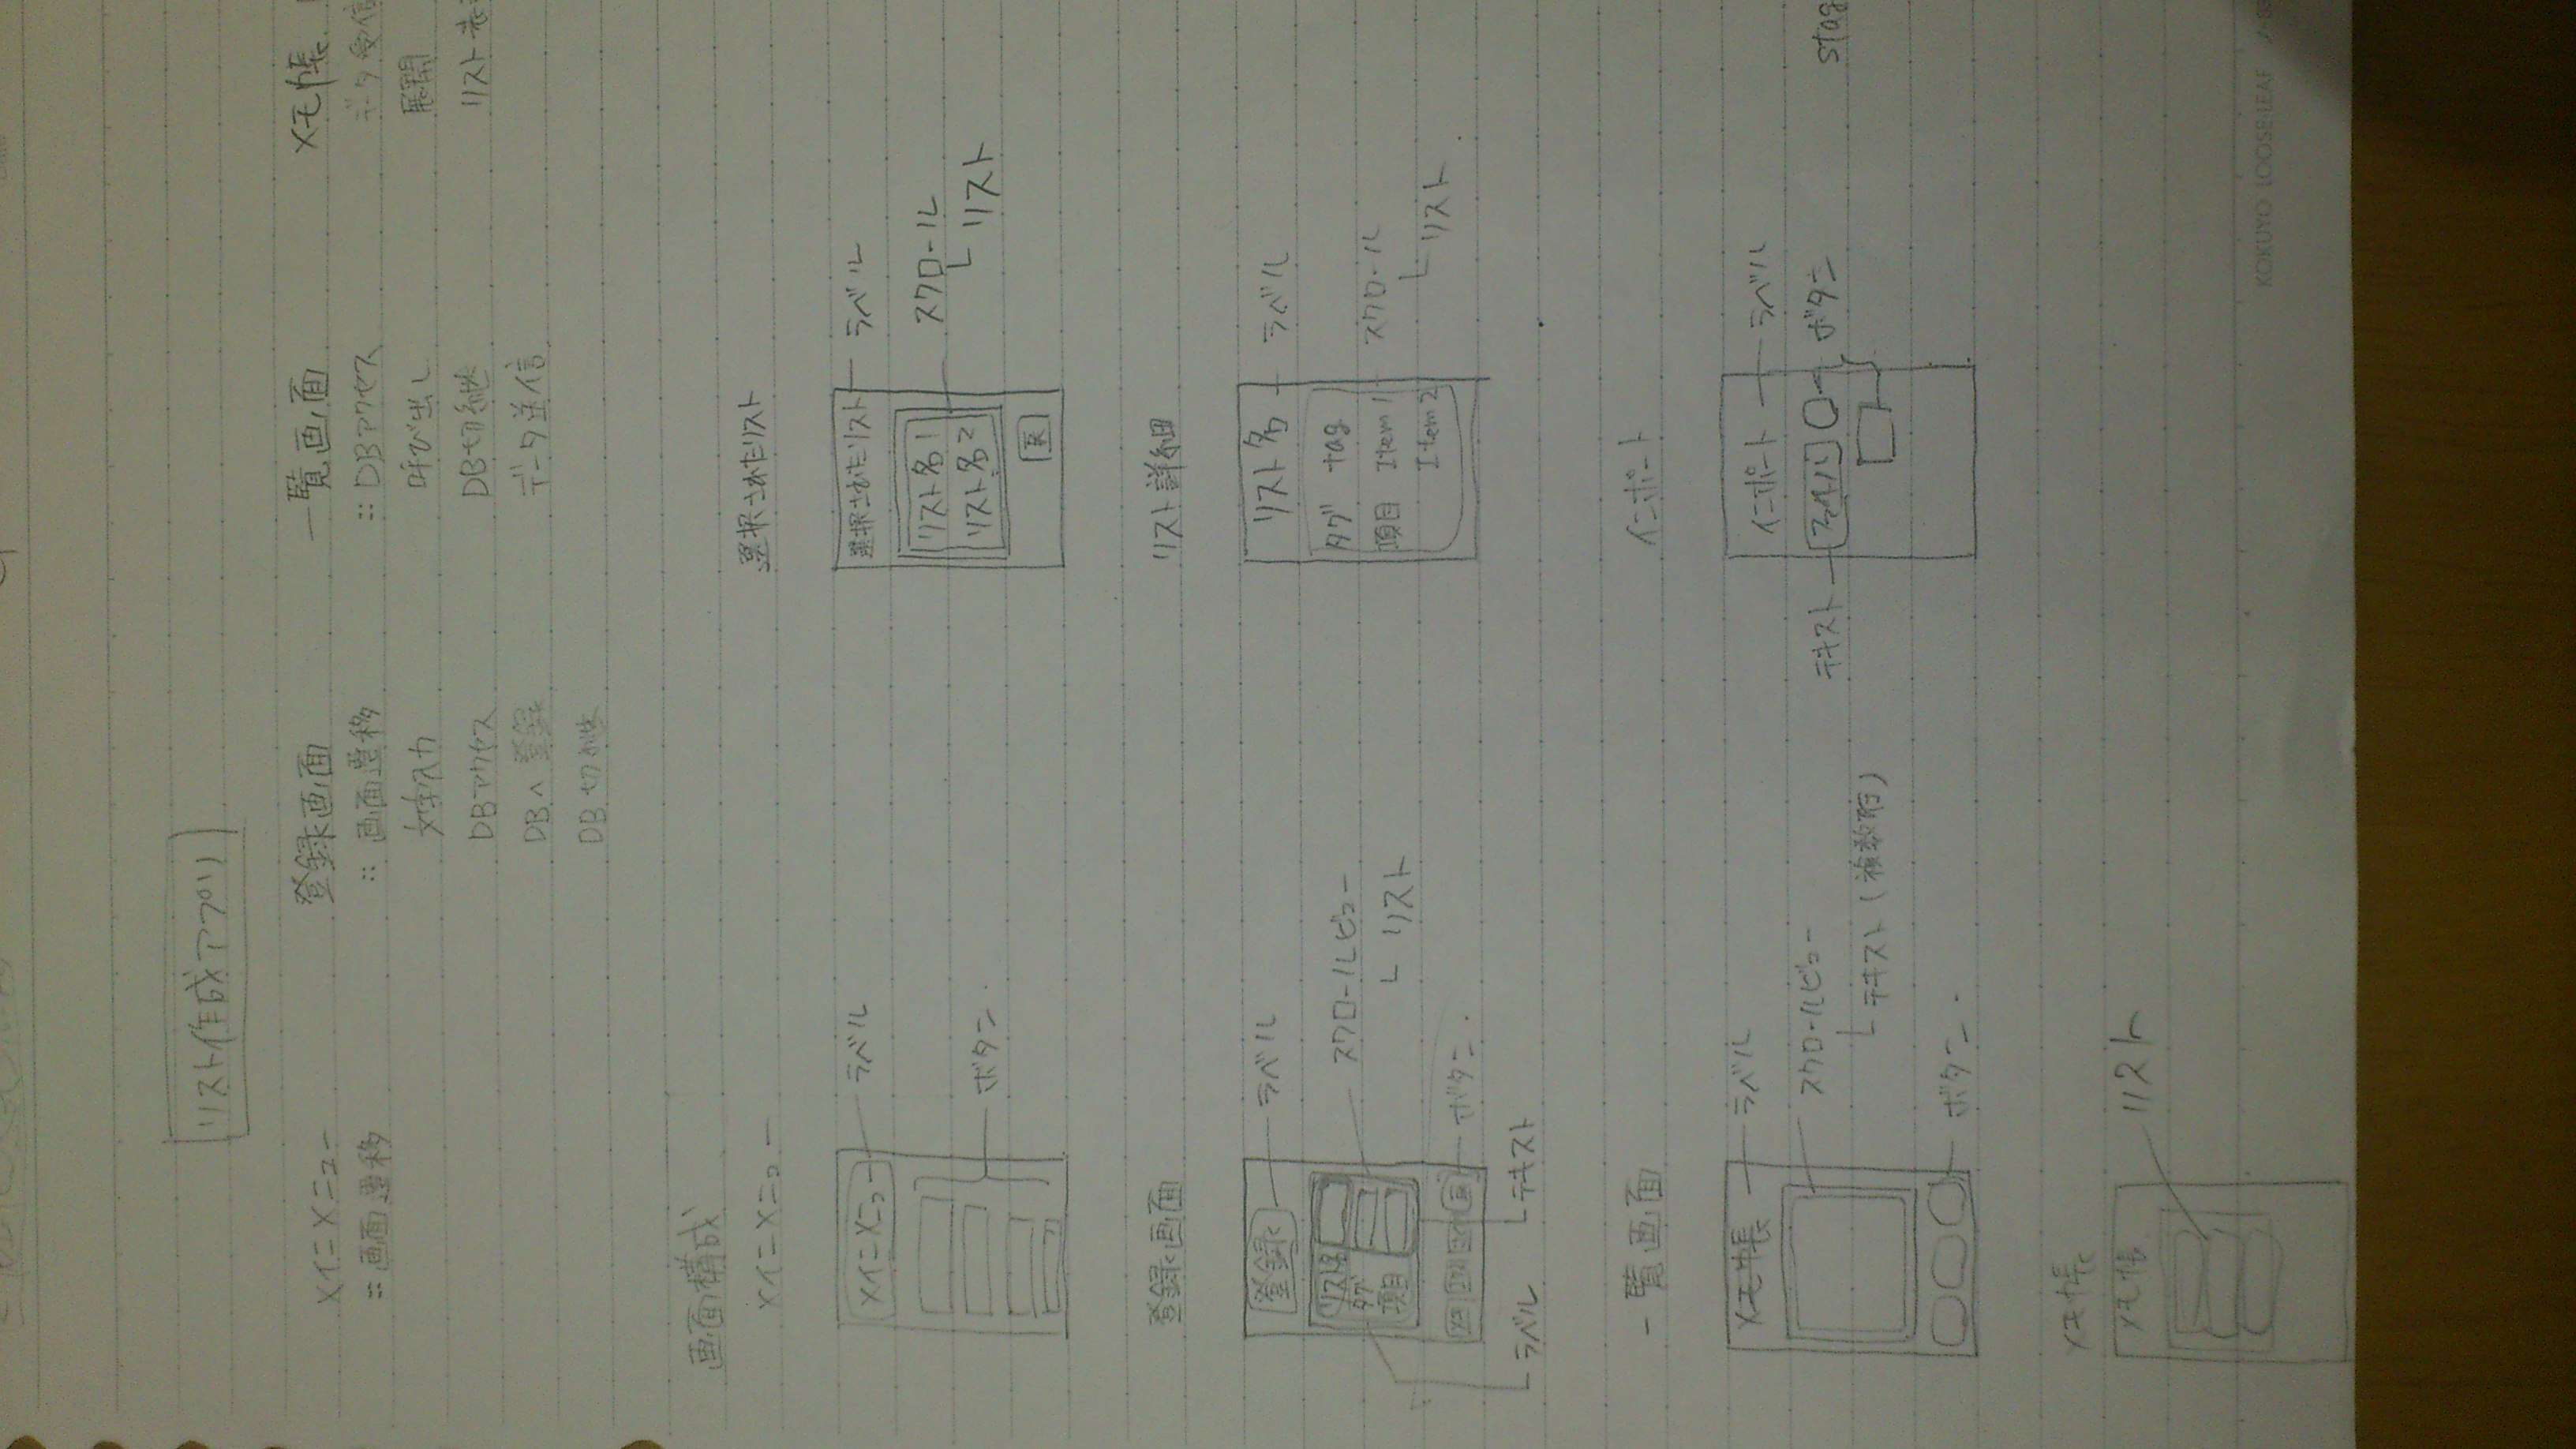 リスト作成アプリ
メインメニュー 登録画面 一覧画面 メモ帳
:: 画面遷移 :: 画面遷移 :: DBアクセス データ受信
文字入力 呼び出し 展開
DBアクセス DB切継 リスト
DBへ登録 データ送信
DB切継
画面構成
メインメニュー 選択されたリスト
メインメニュー ラベル 選択されたリスト ラベル
リスト名1 スクロール
ボタン リスト名2 リスト
戻
登録画面 リスト詳細
登録 ラベル リスト名 ラベル
リスト名 スクロールビュー タグ tag
タグ リスト 項目 Item 1 スクロール
項目 Item 2 リスト
ボタン
ラベル テキスト
一覧画面 インポート
メモ帳 ラベル インポート ラベル
スクロールビュー テキスト ボタン stag
テキスト(複数行)
ボタン
メモ帳
メモ帳 リスト
KOKUYO LOOSE-LEAF